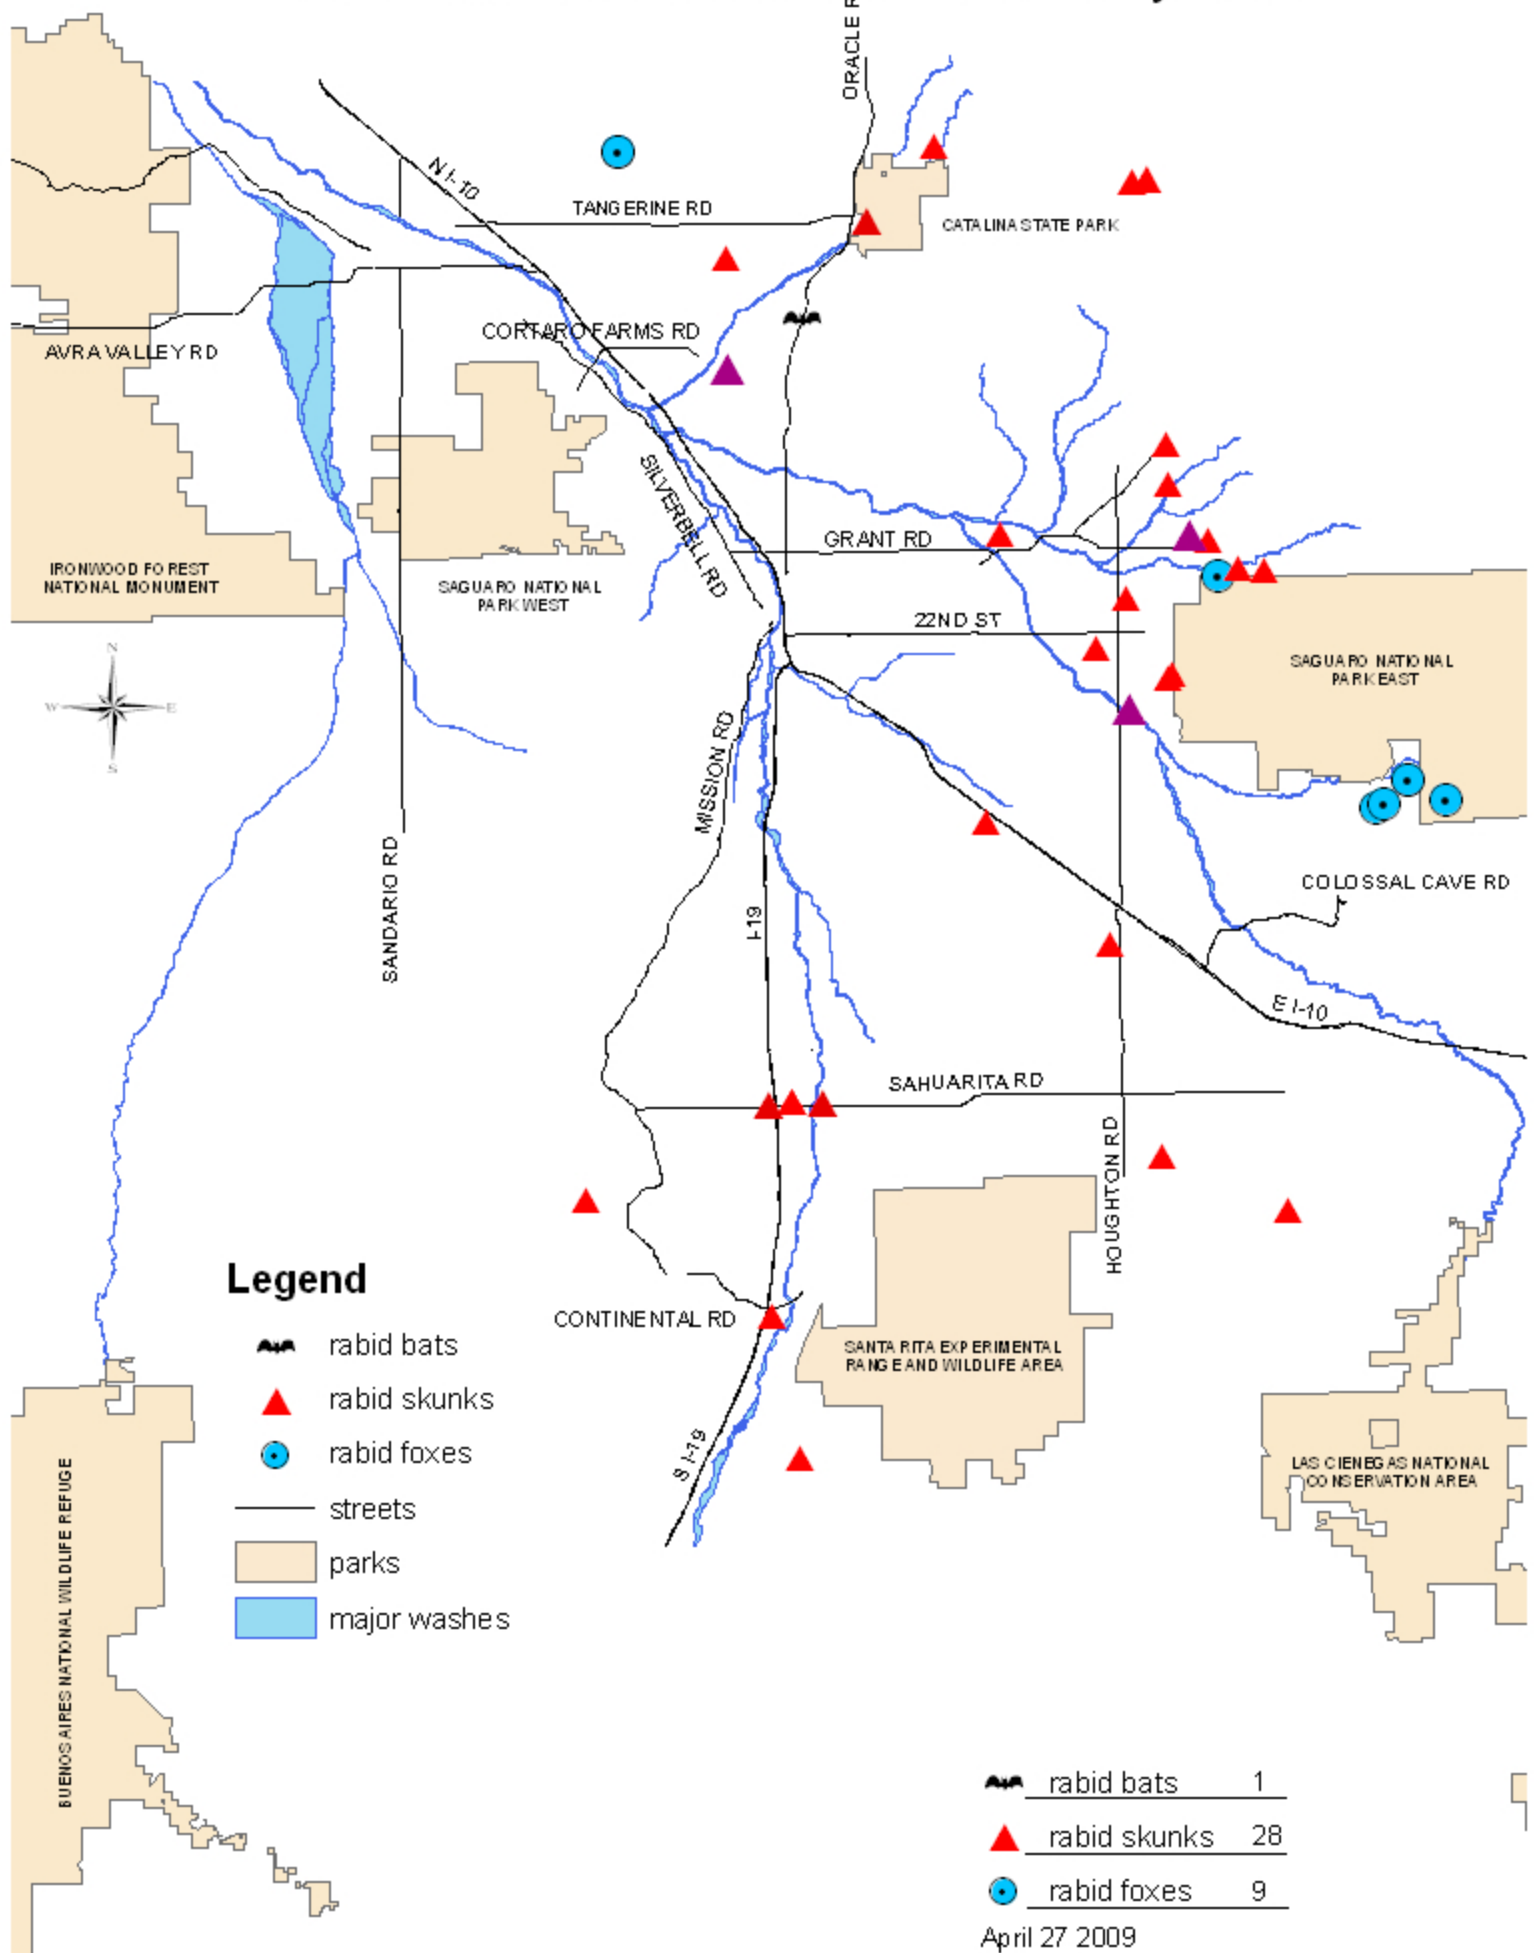 ORACLE R
N I-10
TANGERINE RD
CATALINA STATE PARK
CORTARO FARMS RD
AVRA VALLEY RD
SILVERBELL RD
GRANT RD
IRONWOOD FOREST
NATIONAL MONUMENT
SAGUARO NATIONAL
PARK WEST
22ND ST
SAGUARO NATIONAL
PARK EAST
N
W
E
S
MISSION RD
SANDARIO RD
I-19
COLOSSAL CAVE RD
E I-10
SAHUARITA RD
HOUGHTON RD
CONTINENTAL RD
SANTA RITA EXPERIMENTAL
RANGE AND WILDLIFE AREA
S I-19
LAS CIENEGAS NATIONAL
CONSERVATION AREA
BUENOS AIRES NATIONAL WILDLIFE REFUGE
Legend
rabid bats
rabid skunks
rabid foxes
streets
parks
major washes
rabid bats 1
rabid skunks 28
rabid foxes 9
April 27 2009